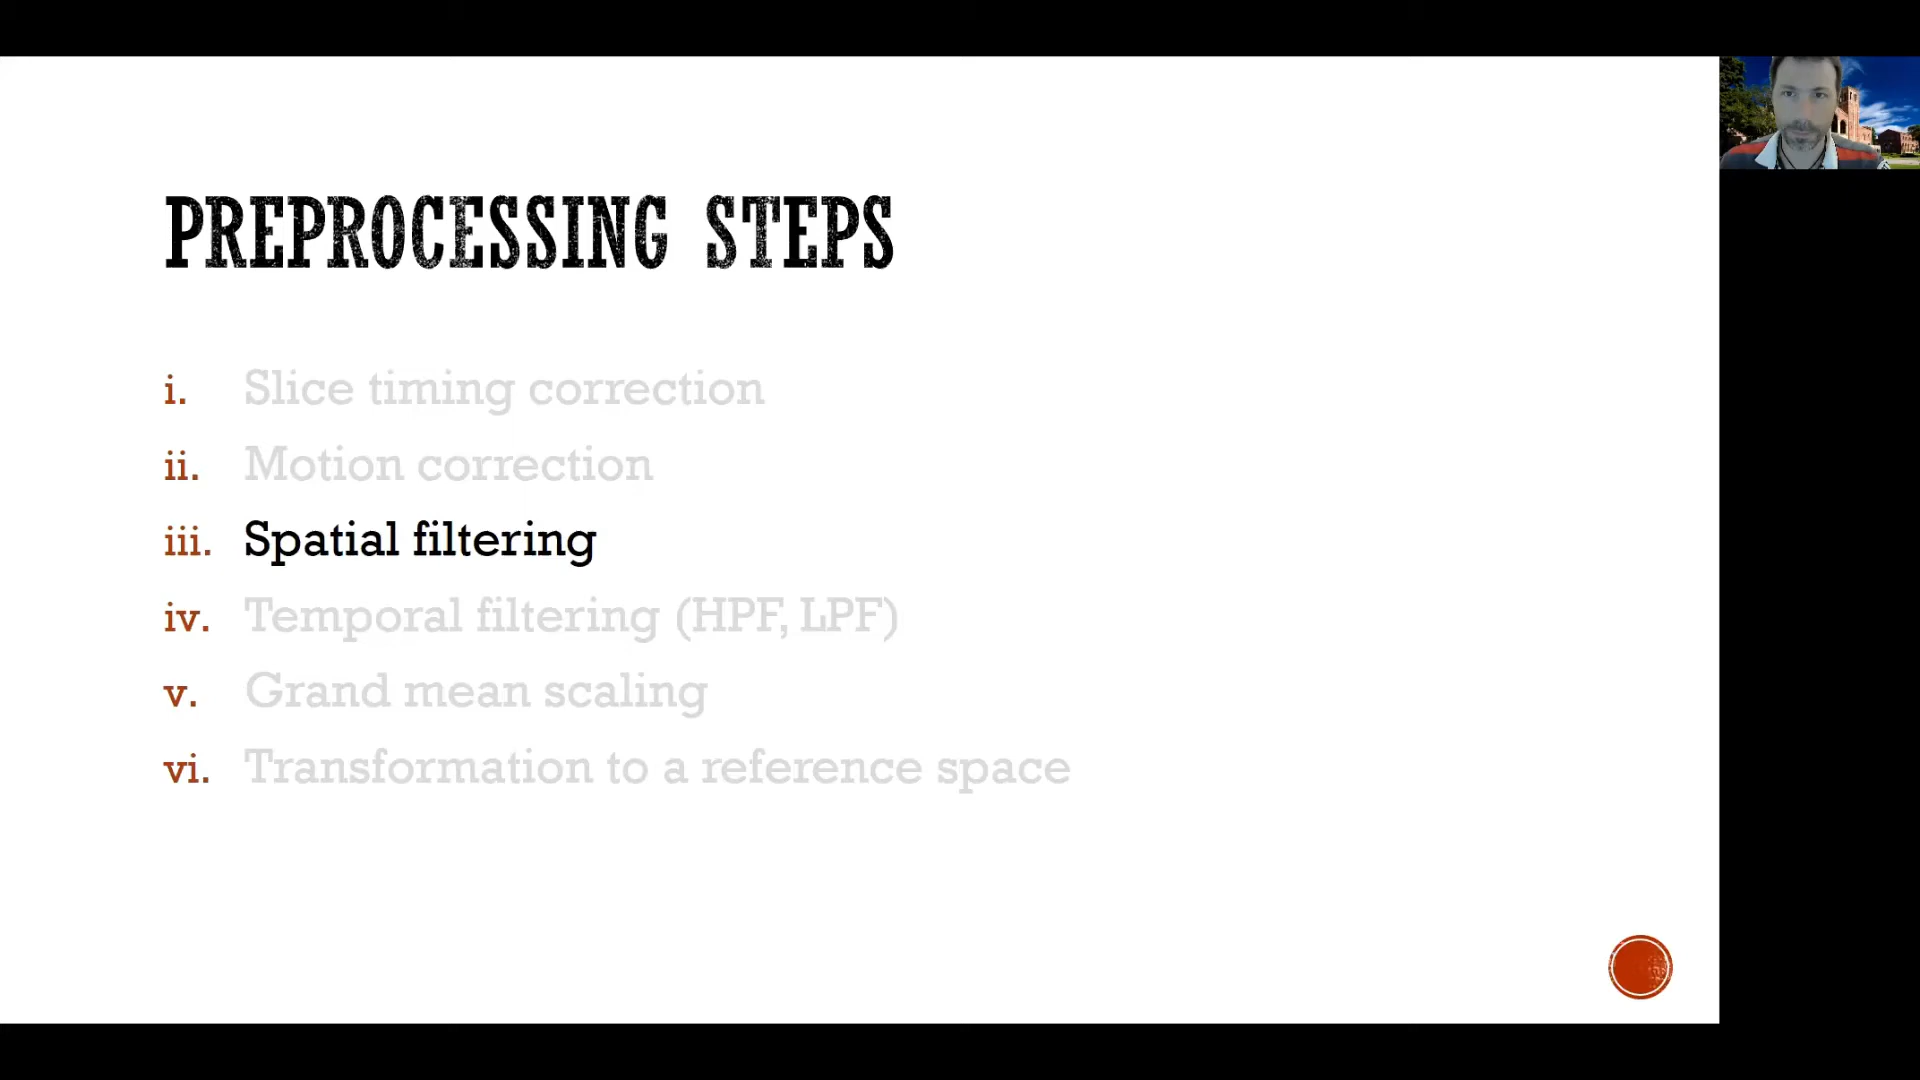 PREPROCESSING STEPS
i. Slice timing correction
ii. Motion correction
iii. Spatial filtering
iv. Temporal filtering (HPF, LPF)
v. Grand mean scaling
vi. Transformation to a reference space